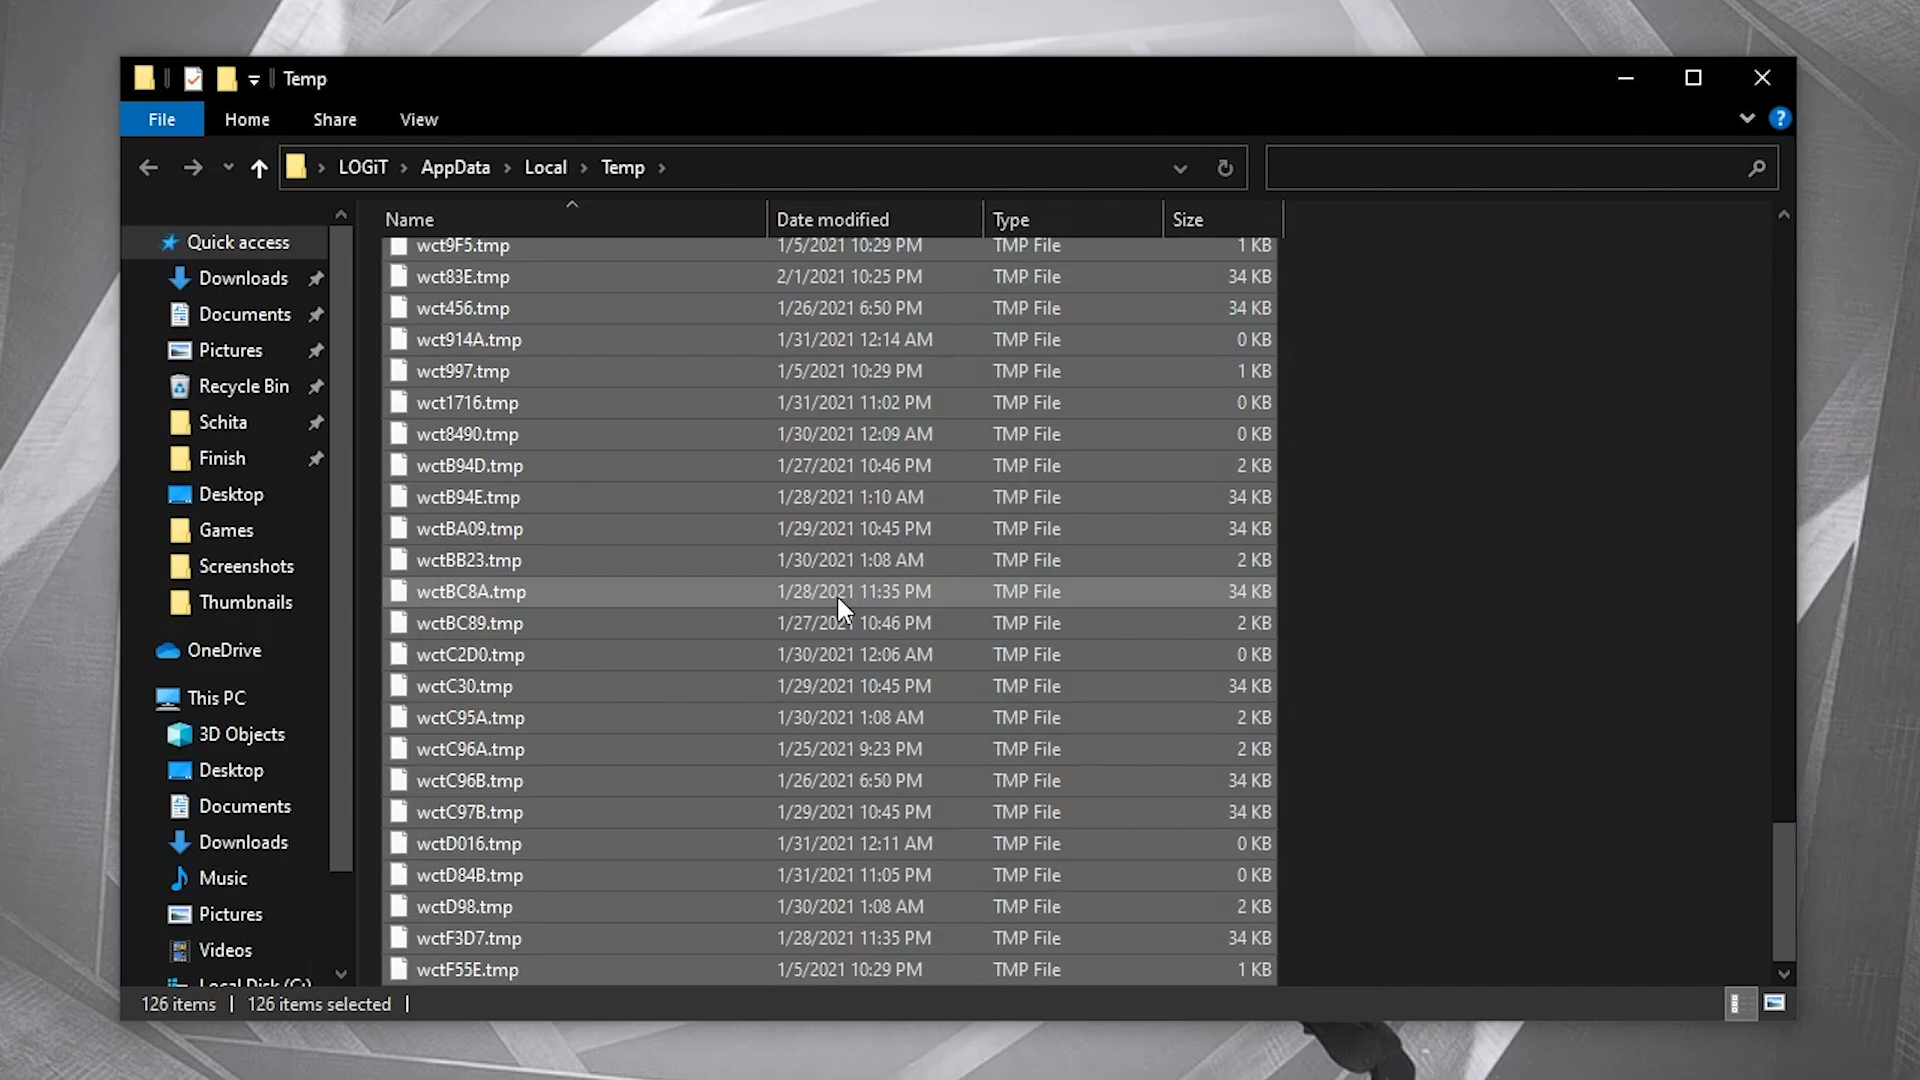 Temp
File Home Share View
LOGiT > AppData > Local > Temp >
Name Date modified Type Size
Quick access
Downloads
Documents
Pictures
Recycle Bin
Schita
Finish
Desktop
Games
Screenshots
Thumbnails
OneDrive
This PC
3D Objects
Desktop
Documents
Downloads
Music
Pictures
Videos
Local Disk (C:)
wct9F5.tmp 1/5/2021 10:29 PM TMP File 1 KB
wct83E.tmp 2/1/2021 10:25 PM TMP File 34 KB
wct456.tmp 1/26/2021 6:50 PM TMP File 34 KB
wct914A.tmp 1/31/2021 12:14 AM TMP File 0 KB
wct997.tmp 1/5/2021 10:29 PM TMP File 1 KB
wct1716.tmp 1/31/2021 11:02 PM TMP File 0 KB
wct8490.tmp 1/30/2021 12:09 AM TMP File 0 KB
wctB94D.tmp 1/27/2021 10:46 PM TMP File 2 KB
wctB94E.tmp 1/28/2021 1:10 AM TMP File 34 KB
wctBA09.tmp 1/29/2021 10:45 PM TMP File 34 KB
wctBB23.tmp 1/30/2021 1:08 AM TMP File 2 KB
wctBC8A.tmp 1/28/2021 11:35 PM TMP File 34 KB
wctBC89.tmp 1/27/2021 10:46 PM TMP File 2 KB
wctC2D0.tmp 1/30/2021 12:06 AM TMP File 0 KB
wctC30.tmp 1/29/2021 10:45 PM TMP File 34 KB
wctC95A.tmp 1/30/2021 1:08 AM TMP File 2 KB
wctC96A.tmp 1/25/2021 9:23 PM TMP File 2 KB
wctC96B.tmp 1/26/2021 6:50 PM TMP File 34 KB
wctC97B.tmp 1/29/2021 10:45 PM TMP File 34 KB
wctD016.tmp 1/31/2021 12:11 AM TMP File 0 KB
wctD84B.tmp 1/31/2021 11:05 PM TMP File 0 KB
wctD98.tmp 1/30/2021 1:08 AM TMP File 2 KB
wctF3D7.tmp 1/28/2021 11:35 PM TMP File 34 KB
wctF55E.tmp 1/5/2021 10:29 PM TMP File 1 KB
126 items 126 items selected